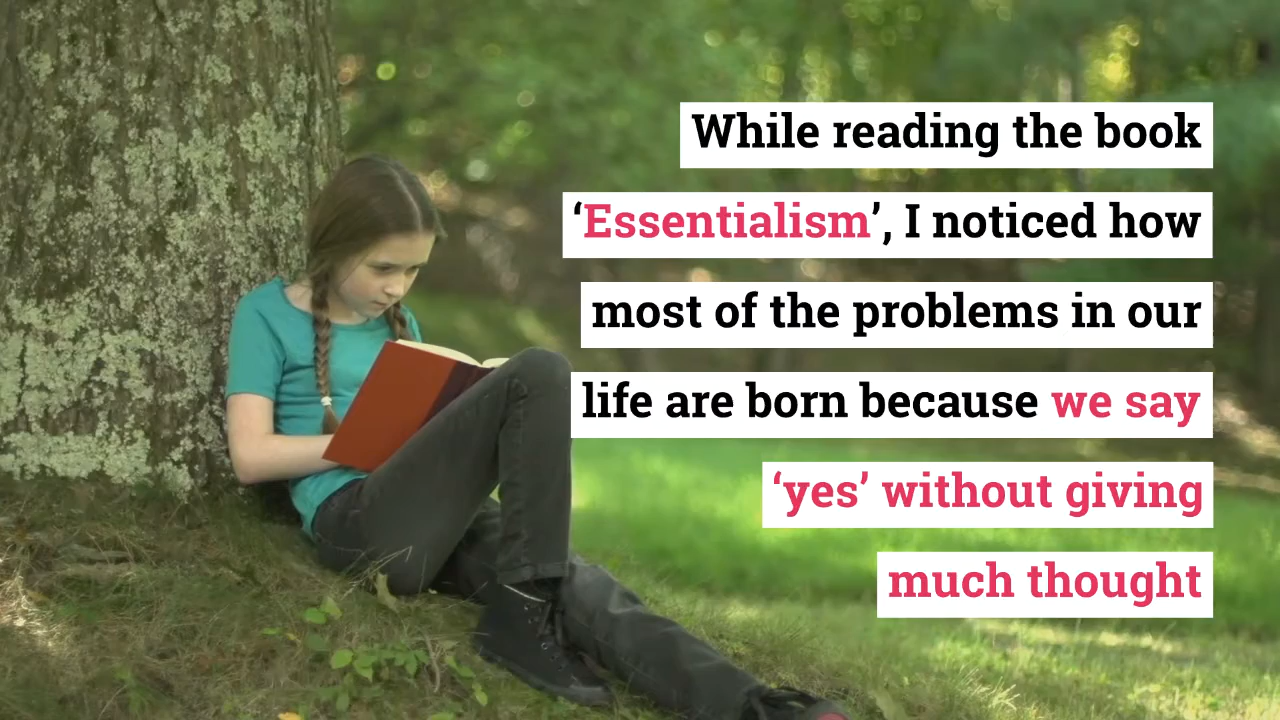 While reading the book
‘Essentialism’, I noticed how
most of the problems in our
life are born because we say
‘yes’ without giving
much thought